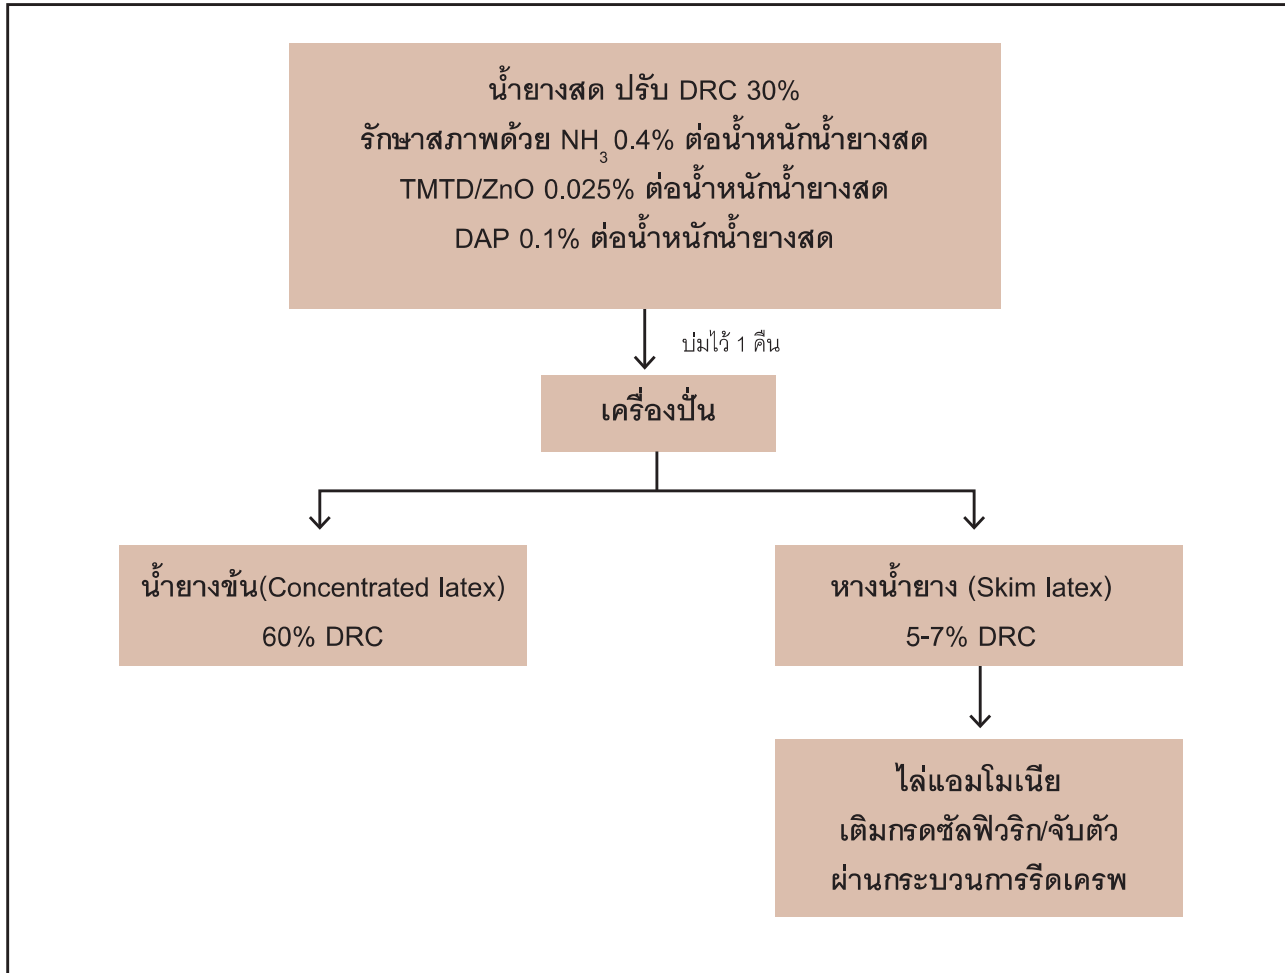 น้ำยางสด ปรับ DRC 30%
รักษาสภาพด้วย NH3 0.4% ต่อน้ำหนักน้ำยางสด
TMTD/ZnO 0.025% ต่อน้ำหนักน้ำยางสด
DAP 0.1% ต่อน้ำหนักน้ำยางสด
บ่มไว้ 1 คืน
เครื่องปั่น
น้ำยางข้น(Concentrated latex)
60% DRC
หางน้ำยาง (Skim latex)
5-7% DRC
ไล่แอมโมเนีย
เติมกรดซัลฟิวริก/จับตัว
ผ่านกระบวนการรีดเครพ